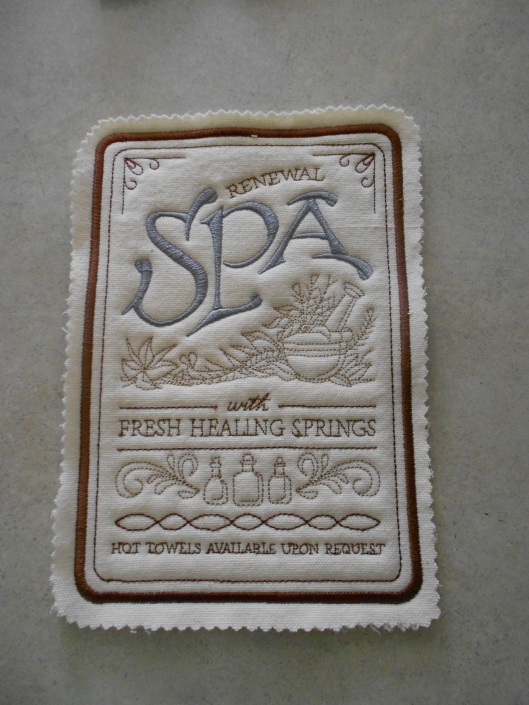 RENEWAL
SPA
with
FRESH HEALING SPRINGS
HOT TOWELS AVAILABLE UPON REQUEST